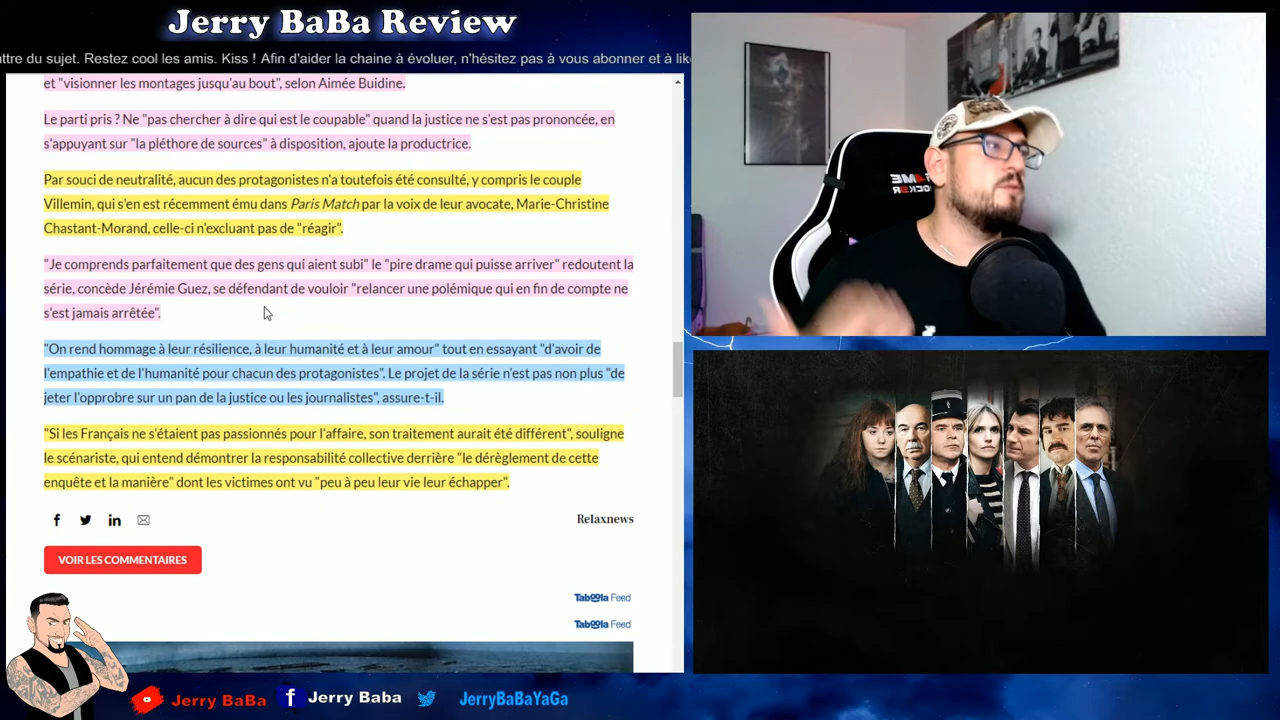 Jerry BaBa Review
ttre du sujet. Restez cool les amis. Kiss ! Afin d'aider la chaine à évoluer, n'hésitez pas à vous abonner et à lik
et "visionner les montages jusqu'au bout", selon Aimée Buidine.
Le parti pris ? Ne "pas chercher à dire qui est le coupable" quand la justice ne s'est pas prononcée, en
s'appuyant sur "la pléthore de sources" à disposition, ajoute la productrice.
Par souci de neutralité, aucun des protagonistes n'a toutefois été consulté, y compris le couple
Villemin, qui s'en est récemment ému dans Paris Match par la voix de leur avocate, Marie-Christine
Chastant-Morand, celle-ci n'excluant pas de "réagir".
"Je comprends parfaitement que des gens qui aient subi" le "pire drame qui puisse arriver" redoutent la
série, concède Jérémie Guez, se défendant de vouloir "relancer une polémique qui en fin de compte ne
s'est jamais arrêtée".
"On rend hommage à leur résilience, à leur humanité et à leur amour" tout en essayant "d'avoir de
l'empathie et de l'humanité pour chacun des protagonistes". Le projet de la série n'est pas non plus "de
jeter l'opprobre sur un pan de la justice ou les journalistes", assure-t-il.
"Si les Français ne s'étaient pas passionnés pour l'affaire, son traitement aurait été différent", souligne
le scénariste, qui entend démontrer la responsabilité collective derrière "le dérèglement de cette
enquête et la manière" dont les victimes ont vu "peu à peu leur vie leur échapper".
Relaxnews
VOIR LES COMMENTAIRES
Taboola Feed
Taboola Feed
Jerry BaBa
Jerry Baba
JerryBaBaYaGa